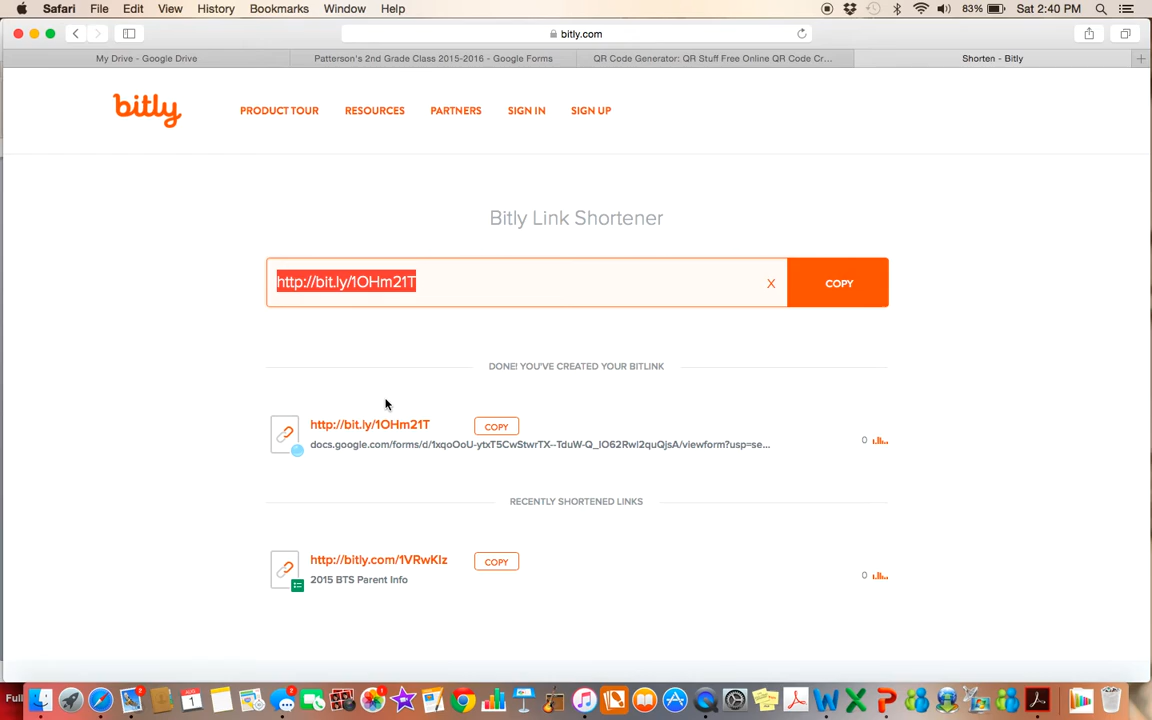 Safari File Edit View History Bookmarks Window Help 83% Sat 2:40 PM
bitly.com
My Drive - Google Drive Patterson's 2nd Grade Class 2015-2016 - Google Forms QR Code Generator: QR Stuff Free Online QR Code Cr... Shorten - Bitly
bitly PRODUCT TOUR RESOURCES PARTNERS SIGN IN SIGN UP
Bitly Link Shortener
http://bit.ly/1OHm21T X COPY
DONE! YOU'VE CREATED YOUR BITLINK
http://bit.ly/1OHm21T COPY
docs.google.com/forms/d/1xqoOoU-ytxT5CwStwrTX--TduW-Q_IO62Rwl2quQjsA/viewform?usp=se... 0
RECENTLY SHORTENED LINKS
http://bitly.com/1VRwKIz COPY
2015 BTS Parent Info 0
Full